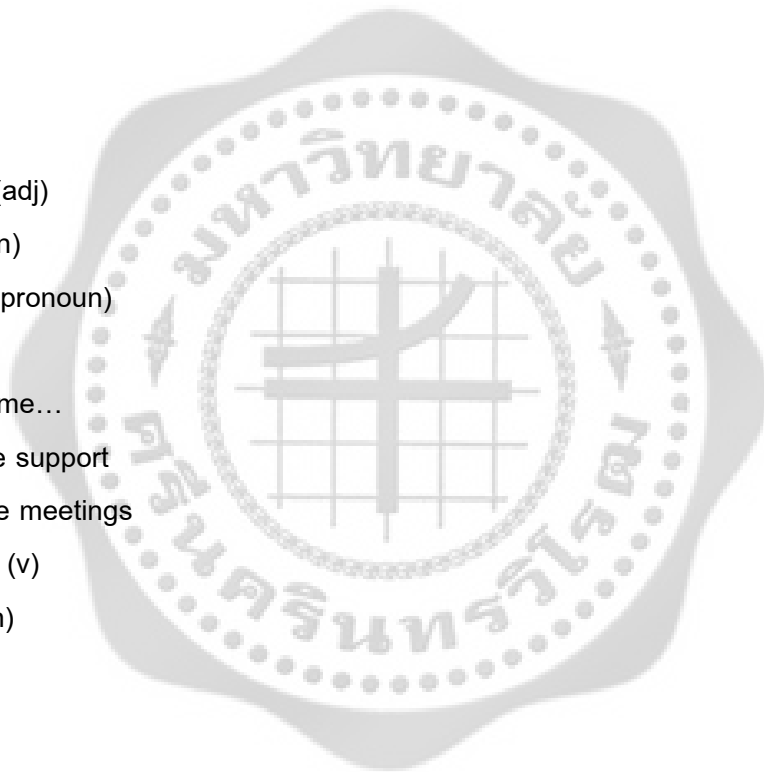 (adj)
n)
pronoun)
me…
e support
e meetings
(v)
n)
มหาวิทยาลัย
ศรีนครินทรวิโรฒ